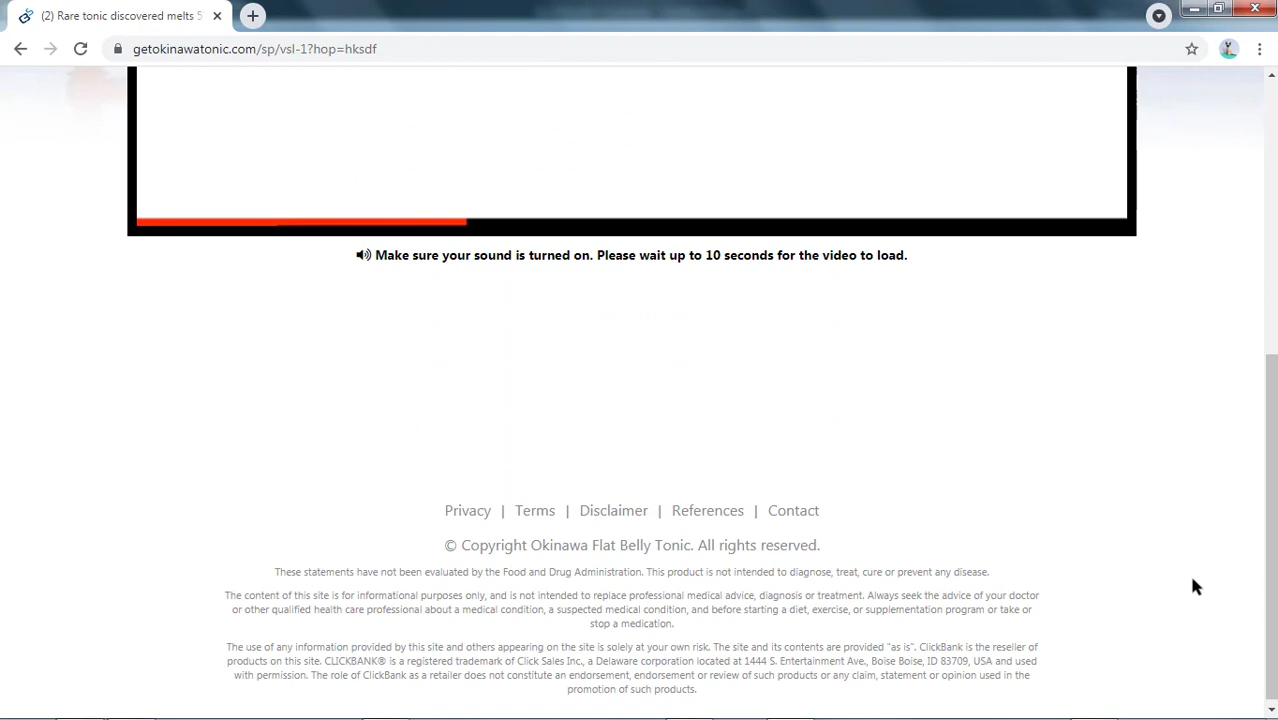 (2) Rare tonic discovered melts 5
getokinawatonic.com/sp/vsl-1?hop=hksdf
Make sure your sound is turned on. Please wait up to 10 seconds for the video to load.
Privacy | Terms | Disclaimer | References | Contact
© Copyright Okinawa Flat Belly Tonic. All rights reserved.
These statements have not been evaluated by the Food and Drug Administration. This product is not intended to diagnose, treat, cure or prevent any disease.
The content of this site is for informational purposes only, and is not intended to replace professional medical advice, diagnosis or treatment. Always seek the advice of your doctor
or other qualified health care professional about a medical condition, a suspected medical condition, and before starting a diet, exercise, or supplementation program or take or
stop a medication.
The use of any information provided by this site and others appearing on the site is solely at your own risk. The site and its contents are provided "as is". ClickBank is the reseller of
products on this site. CLICKBANK® is a registered trademark of Click Sales Inc., a Delaware corporation located at 1444 S. Entertainment Ave., Boise Boise, ID 83709, USA and used
with permission. The role of ClickBank as a retailer does not constitute an endorsement, endorsement or review of such products or any claim, statement or opinion used in the
promotion of such products.